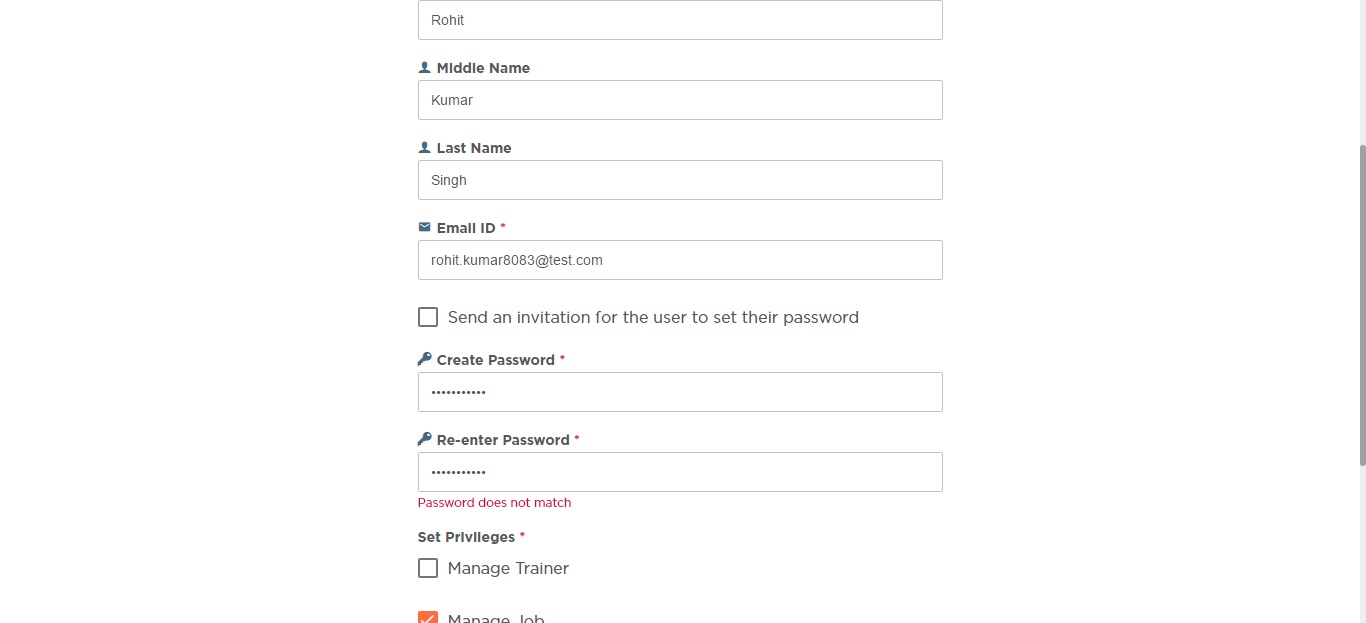 Rohit
Middle Name
Kumar
Last Name
Singh
Email ID *
rohit.kumar8083@test.com
Send an invitation for the user to set their password
Create Password *
•••••••••••
Re-enter Password *
•••••••••••
Password does not match
Set Privileges *
Manage Trainer
Manage Job